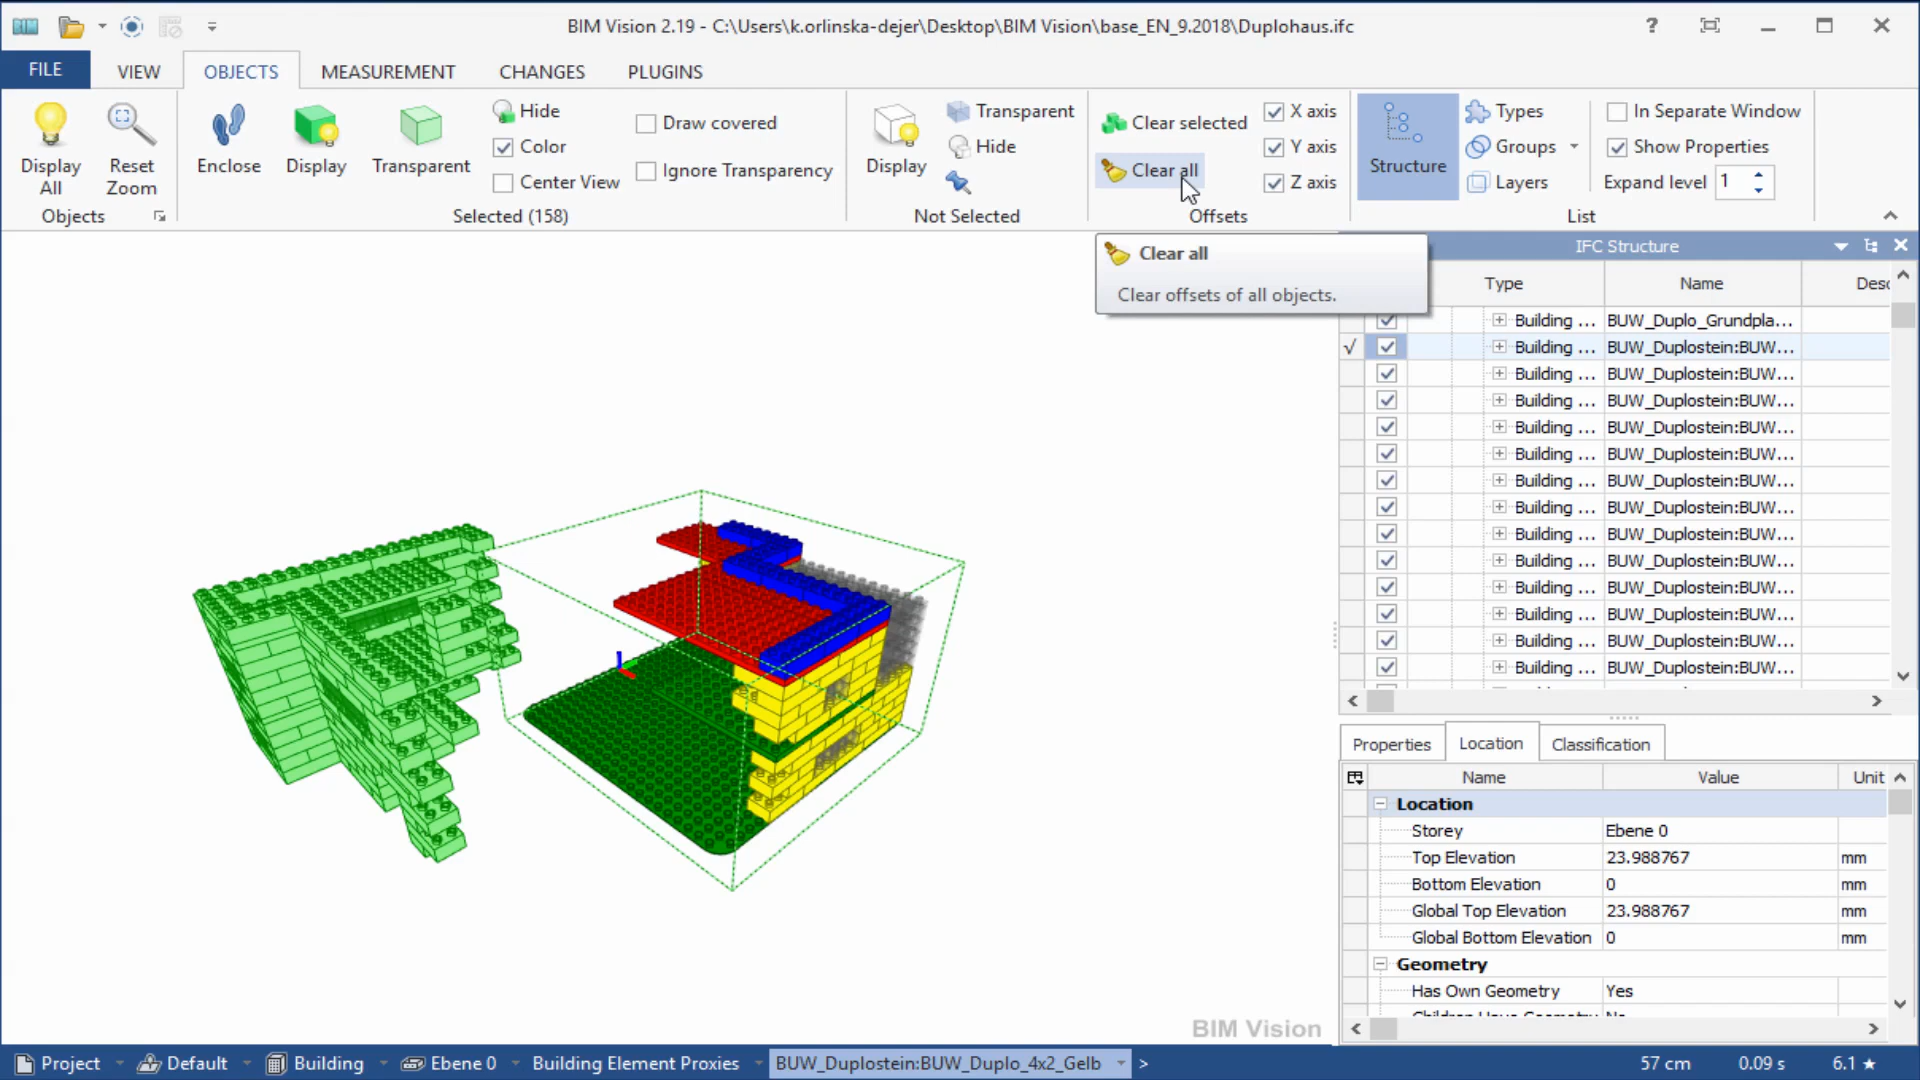 BIM Vision 2.19 - C:\Users\k.orlinska-dejer\Desktop\BIM Vision\base_EN_9.2018\Duplohaus.ifc
?
FILE
VIEW
OBJECTS
MEASUREMENT
CHANGES
PLUGINS
Display All
Reset Zoom
Objects
Enclose
Display
Transparent
Hide
Color
Center View
Draw covered
Ignore Transparency
Selected (158)
Display
Transparent
Hide
Not Selected
Clear selected
Clear all
X axis
Y axis
Z axis
Offsets
Structure
Types
Groups
Layers
In Separate Window
Show Properties
Expand level 1
List
Clear all
Clear offsets of all objects.
IFC Structure
Type Name Desc
Building ... BUW_Duplo_Grundpla...
√ Building ... BUW_Duplostein:BUW...
Building ... BUW_Duplostein:BUW...
Building ... BUW_Duplostein:BUW...
Building ... BUW_Duplostein:BUW...
Building ... BUW_Duplostein:BUW...
Building ... BUW_Duplostein:BUW...
Building ... BUW_Duplostein:BUW...
Building ... BUW_Duplostein:BUW...
Building ... BUW_Duplostein:BUW...
Building ... BUW_Duplostein:BUW...
Building ... BUW_Duplostein:BUW...
Building ... BUW_Duplostein:BUW...
Building ... BUW_Duplostein:BUW...
Properties Location Classification
Name Value Unit
Location
Storey Ebene 0
Top Elevation 23.988767 mm
Bottom Elevation 0 mm
Global Top Elevation 23.988767 mm
Global Bottom Elevation 0 mm
Geometry
Has Own Geometry Yes
Children Have Geometry No
BIM Vision
Project Default Building Ebene 0 Building Element Proxies BUW_Duplostein:BUW_Duplo_4x2_Gelb > 57 cm 0.09 s 6.1 ★